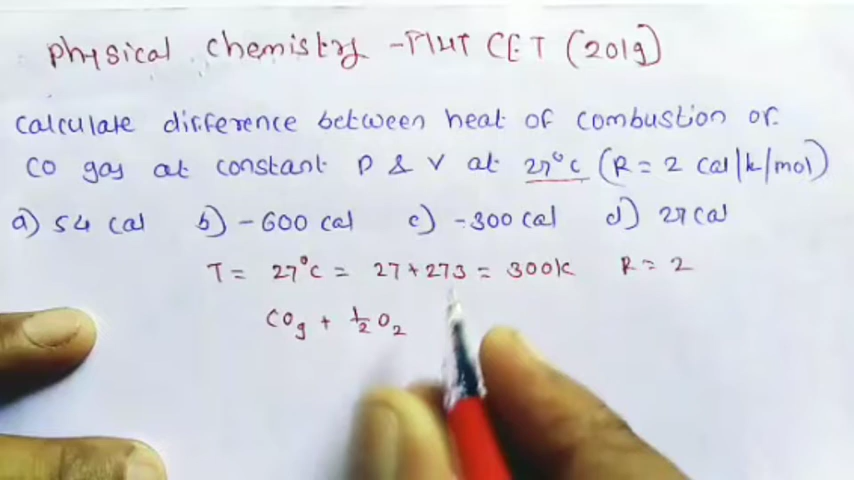 Physical chemistry - MHT CET (2019)
calculate difference between heat of combustion of
CO gas at constant P & V at 27°C (R = 2 cal/k/mol)
a) 54 cal b) - 600 cal c) - 300 cal d) 27 cal
T = 27°C = 27 + 273 = 300k R = 2
COg + 1/2 O2